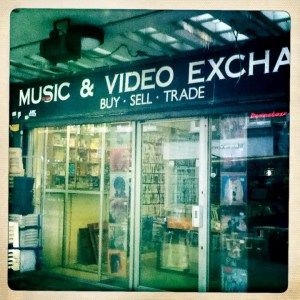 MUSIC & VIDEO EXCHA
BUY · SELL · TRADE